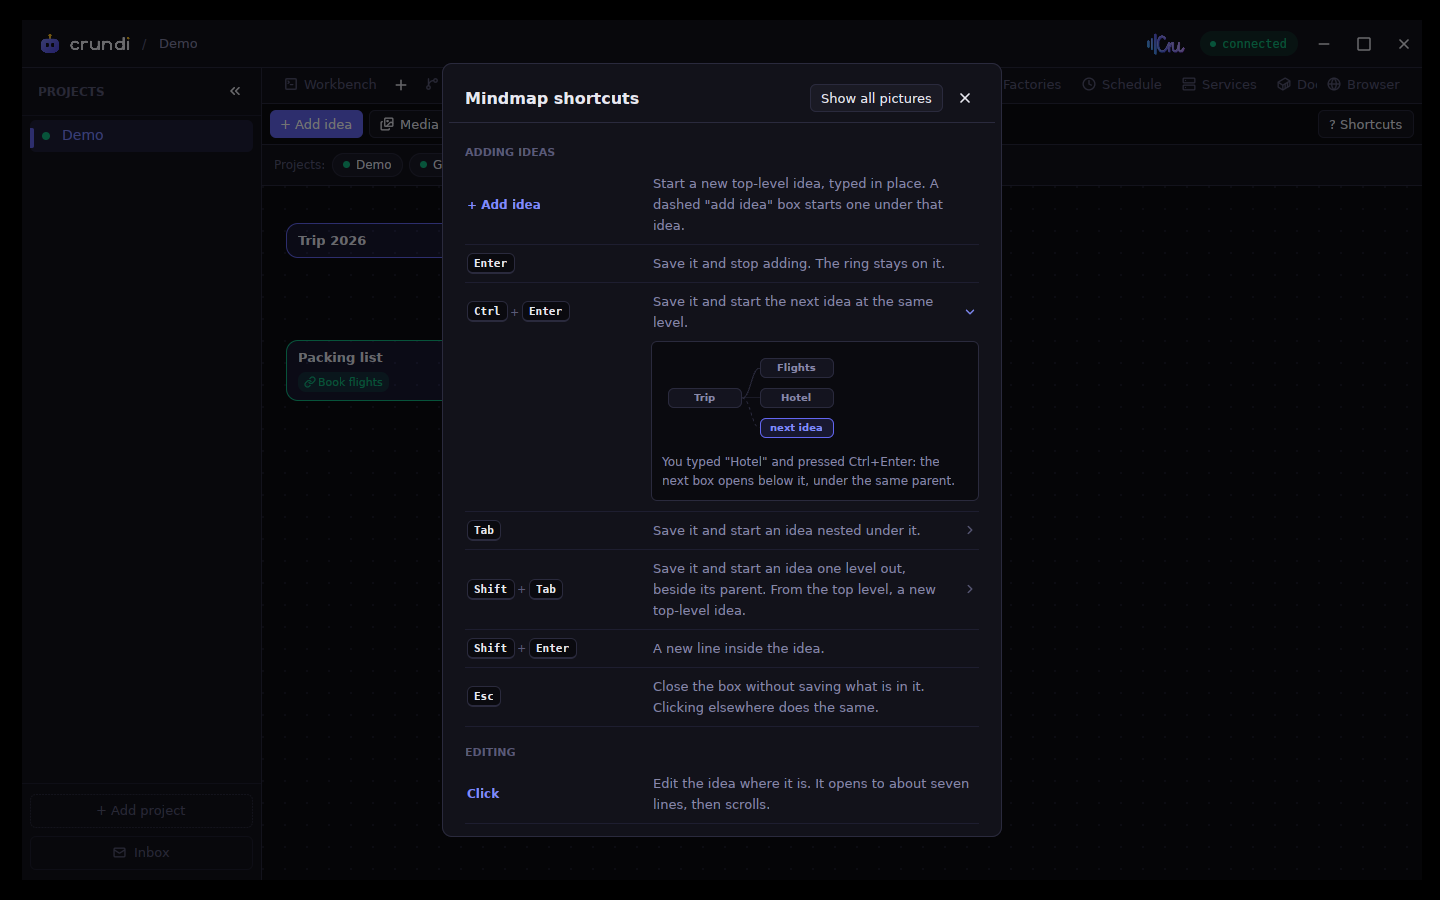 crundi / Demo
Cru
connected
PROJECTS
Workbench
Factories
Schedule
Services
Browser
Demo
+ Add idea
Media
? Shortcuts
Projects:
Demo
Trip 2026
Packing list
Book flights
+ Add project
Inbox
Mindmap shortcuts
Show all pictures
ADDING IDEAS
+ Add idea
Start a new top-level idea, typed in place. A
dashed "add idea" box starts one under that
idea.
Enter
Save it and stop adding. The ring stays on it.
Ctrl + Enter
Save it and start the next idea at the same
level.
Flights
Trip
Hotel
next idea
You typed "Hotel" and pressed Ctrl+Enter: the
next box opens below it, under the same parent.
Tab
Save it and start an idea nested under it.
Shift + Tab
Save it and start an idea one level out,
beside its parent. From the top level, a new
top-level idea.
Shift + Enter
A new line inside the idea.
Esc
Close the box without saving what is in it.
Clicking elsewhere does the same.
EDITING
Click
Edit the idea where it is. It opens to about seven
lines, then scrolls.